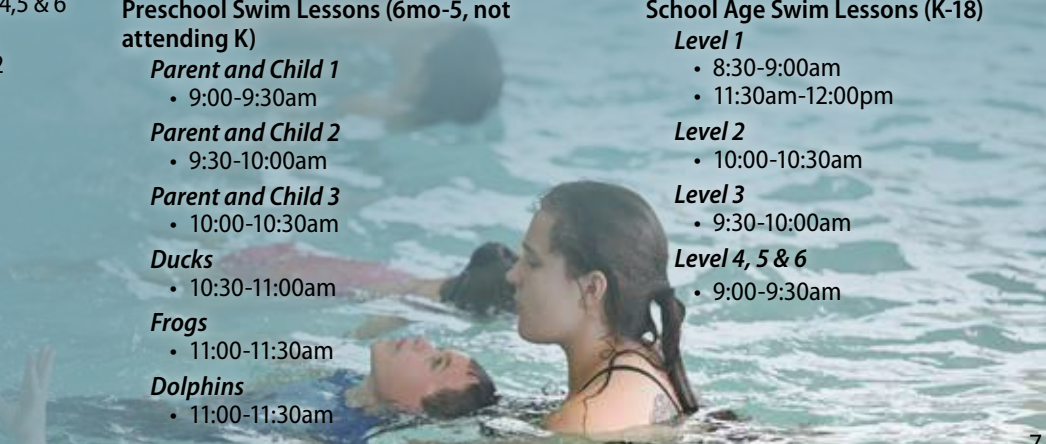 4,5 & 6
2
Preschool Swim Lessons (6mo-5, not
attending K)
Parent and Child 1
• 9:00-9:30am
Parent and Child 2
• 9:30-10:00am
Parent and Child 3
• 10:00-10:30am
Ducks
• 10:30-11:00am
Frogs
• 11:00-11:30am
Dolphins
• 11:00-11:30am
School Age Swim Lessons (K-18)
Level 1
• 8:30-9:00am
• 11:30am-12:00pm
Level 2
• 10:00-10:30am
Level 3
• 9:30-10:00am
Level 4, 5 & 6
• 9:00-9:30am
7